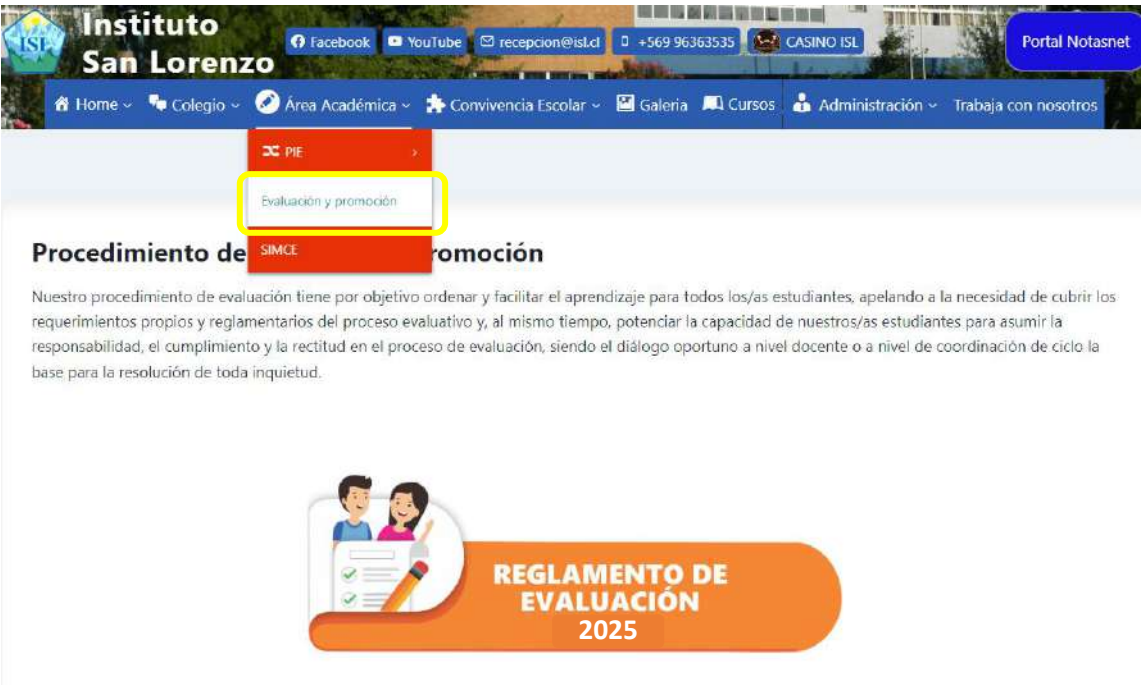 Instituto
San Lorenzo
ISL
Facebook YouTube recepcion@isl.cl +569 96363535 CASINO ISL
Portal Notasnet
Home Colegio Área Académica Convivencia Escolar Galeria Cursos Administración Trabaja con nosotros
PIE
Evaluación y promoción
SIMCE
Procedimiento de romoción
Nuestro procedimiento de evaluación tiene por objetivo ordenar y facilitar el aprendizaje para todos los/as estudiantes, apelando a la necesidad de cubrir los
requerimientos propios y reglamentarios del proceso evaluativo y, al mismo tiempo, potenciar la capacidad de nuestros/as estudiantes para asumir la
responsabilidad, el cumplimiento y la rectitud en el proceso de evaluación, siendo el diálogo oportuno a nivel docente o a nivel de coordinación de ciclo la
base para la resolución de toda inquietud.
REGLAMENTO DE
EVALUACIÓN
2025